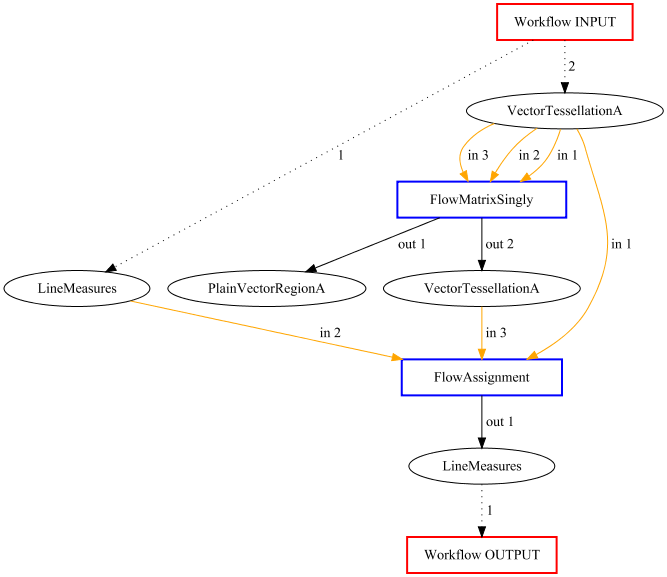 Workflow INPUT
2
VectorTessellationA
1
in 3
in 2
in 1
FlowMatrixSingly
out 1
out 2
in 1
LineMeasures
PlainVectorRegionA
VectorTessellationA
in 2
in 3
FlowAssignment
out 1
LineMeasures
1
Workflow OUTPUT